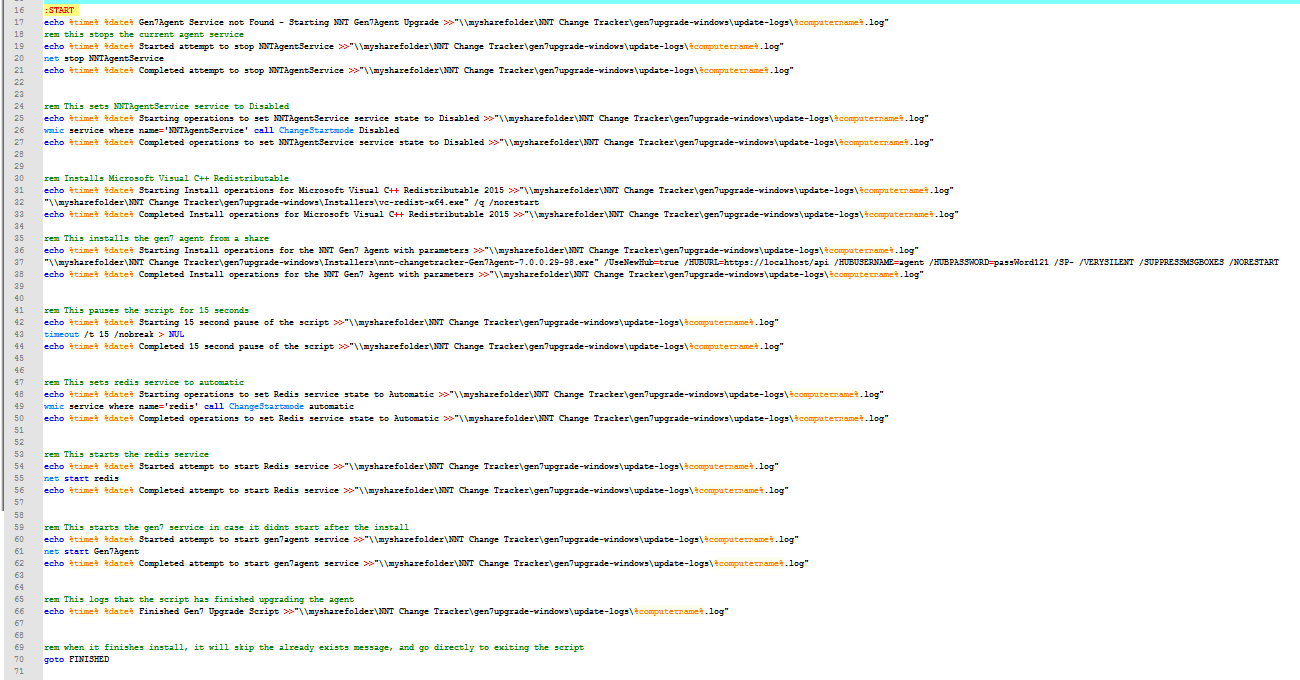 16 :START
17 echo %time% %date% Gen7Agent Service not Found - Starting NNT Gen7Agent Upgrade >>"\\mysharefolder\NNT Change Tracker\gen7upgrade-windows\update-logs\%computername%.log"
18 rem this stops the current agent service
19 echo %time% %date% Started attempt to stop NNTAgentService >>"\\mysharefolder\NNT Change Tracker\gen7upgrade-windows\update-logs\%computername%.log"
20 net stop NNTAgentService
21 echo %time% %date% Completed attempt to stop NNTAgentService >>"\\mysharefolder\NNT Change Tracker\gen7upgrade-windows\update-logs\%computername%.log"
22
23
24 rem This sets NNTAgentService service to Disabled
25 echo %time% %date% Starting operations to set NNTAgentService service state to Disabled >>"\\mysharefolder\NNT Change Tracker\gen7upgrade-windows\update-logs\%computername%.log"
26 wmic service where name='NNTAgentService' call ChangeStartmode Disabled
27 echo %time% %date% Completed operations to set NNTAgentService service state to Disabled >>"\\mysharefolder\NNT Change Tracker\gen7upgrade-windows\update-logs\%computername%.log"
28
29
30 rem Installs Microsoft Visual C++ Redistributable
31 echo %time% %date% Starting Install operations for Microsoft Visual C++ Redistributable 2015 >>"\\mysharefolder\NNT Change Tracker\gen7upgrade-windows\update-logs\%computername%.log"
32 "\\mysharefolder\NNT Change Tracker\gen7upgrade-windows\Installers\vc-redist-x64.exe" /q /norestart
33 echo %time% %date% Completed Install operations for Microsoft Visual C++ Redistributable 2015 >>"\\mysharefolder\NNT Change Tracker\gen7upgrade-windows\update-logs\%computername%.log"
34
35 rem This installs the gen7 agent from a share
36 echo %time% %date% Starting Install operations for the NNT Gen7 Agent with parameters >>"\\mysharefolder\NNT Change Tracker\gen7upgrade-windows\update-logs\%computername%.log"
37 "\\mysharefolder\NNT Change Tracker\gen7upgrade-windows\Installers\nnt-changetracker-Gen7Agent-7.0.0.29-98.exe" /UseNewHub=true /HUBURL=https://localhost/api /HUBUSERNAME=agent /HUBPASSWORD=passWord121 /SP- /VERYSILENT /SUPPRESSMSGBOXES /NORESTART
38 echo %time% %date% Completed Install operations for the NNT Gen7 Agent with parameters >>"\\mysharefolder\NNT Change Tracker\gen7upgrade-windows\update-logs\%computername%.log"
39
40
41 rem This pauses the script for 15 seconds
42 echo %time% %date% Starting 15 second pause of the script >>"\\mysharefolder\NNT Change Tracker\gen7upgrade-windows\update-logs\%computername%.log"
43 timeout /t 15 /nobreak > NUL
44 echo %time% %date% Completed 15 second pause of the script >>"\\mysharefolder\NNT Change Tracker\gen7upgrade-windows\update-logs\%computername%.log"
45
46
47 rem This sets redis service to automatic
48 echo %time% %date% Starting operations to set Redis service state to Automatic >>"\\mysharefolder\NNT Change Tracker\gen7upgrade-windows\update-logs\%computername%.log"
49 wmic service where name='redis' call ChangeStartmode automatic
50 echo %time% %date% Completed operations to set Redis service state to Automatic >>"\\mysharefolder\NNT Change Tracker\gen7upgrade-windows\update-logs\%computername%.log"
51
52
53 rem This starts the redis service
54 echo %time% %date% Started attempt to start Redis service >>"\\mysharefolder\NNT Change Tracker\gen7upgrade-windows\update-logs\%computername%.log"
55 net start redis
56 echo %time% %date% Completed attempt to start Redis service >>"\\mysharefolder\NNT Change Tracker\gen7upgrade-windows\update-logs\%computername%.log"
57
58
59 rem This starts the gen7 service in case it didnt start after the install
60 echo %time% %date% Started attempt to start gen7agent service >>"\\mysharefolder\NNT Change Tracker\gen7upgrade-windows\update-logs\%computername%.log"
61 net start Gen7Agent
62 echo %time% %date% Completed attempt to start gen7agent service >>"\\mysharefolder\NNT Change Tracker\gen7upgrade-windows\update-logs\%computername%.log"
63
64
65 rem This logs that the script has finished upgrading the agent
66 echo %time% %date% Finished Gen7 Upgrade Script >>"\\mysharefolder\NNT Change Tracker\gen7upgrade-windows\update-logs\%computername%.log"
67
68
69 rem when it finishes install, it will skip the already exists message, and go directly to exiting the script
70 goto FINISHED
71